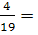 4/19 =